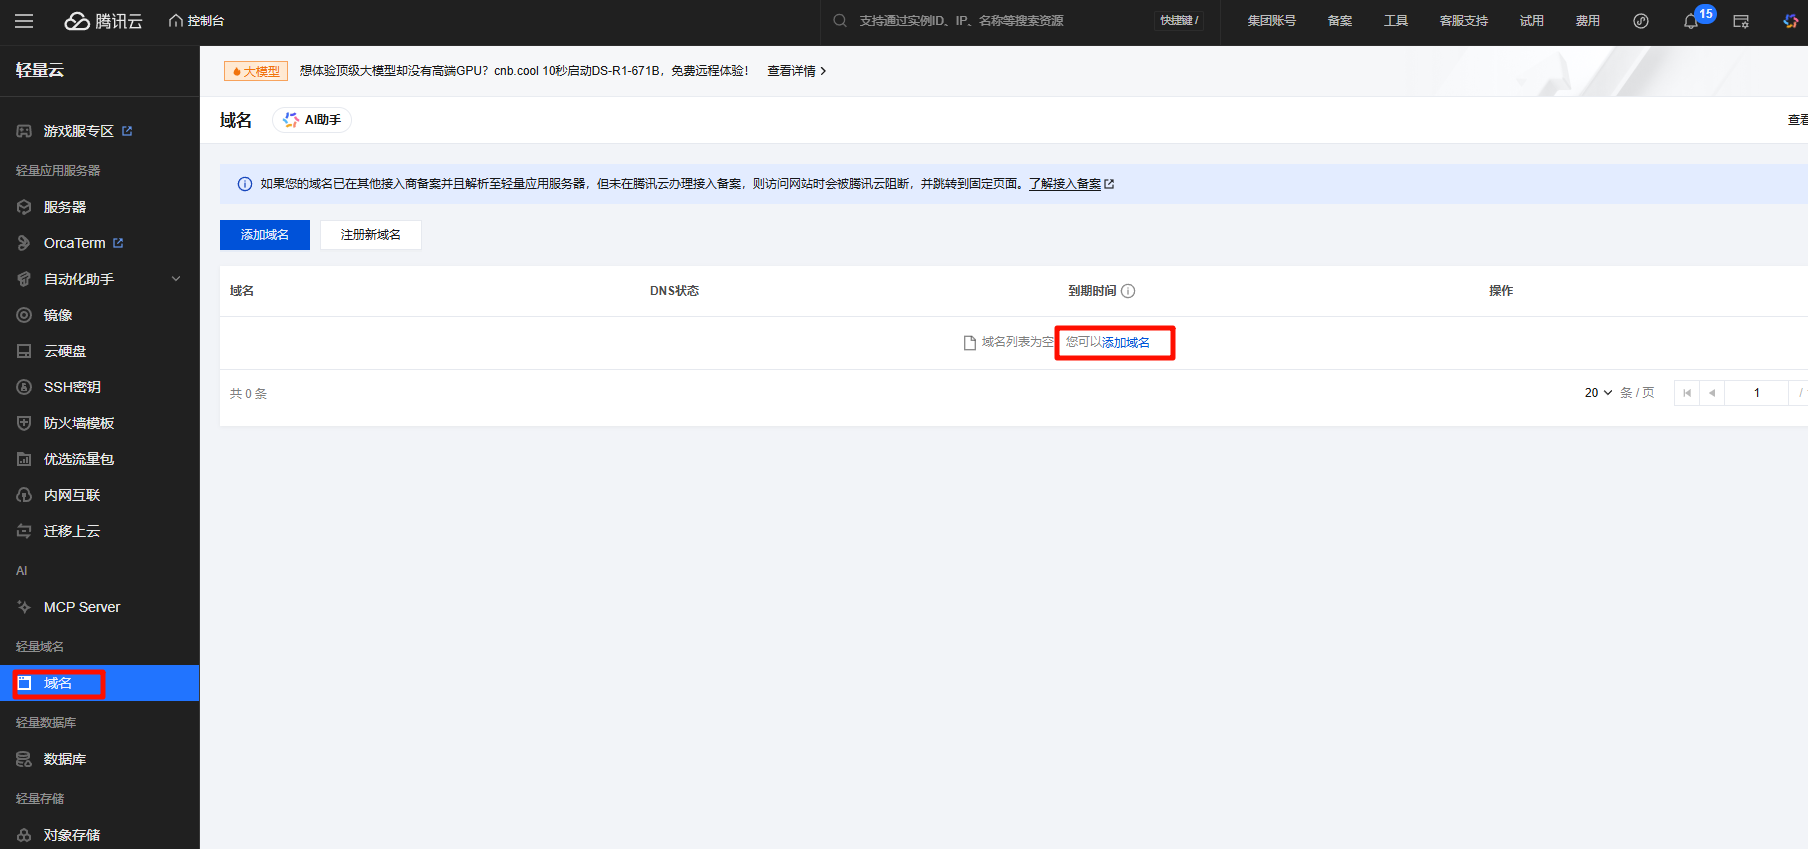 腾讯云
控制台
支持通过实例ID、IP、名称等搜索资源
快捷键 /
集团账号
备案
工具
客服支持
试用
费用
15
轻量云
游戏服专区
轻量应用服务器
服务器
OrcaTerm
自动化助手
镜像
云硬盘
SSH密钥
防火墙模板
优选流量包
内网互联
迁移上云
AI
MCP Server
轻量域名
域名
轻量数据库
数据库
轻量存储
对象存储
大模型
想体验顶级大模型却没有高端GPU？cnb.cool 10秒启动DS-R1-671B，免费远程体验！
查看详情
域名
AI助手
查看
如果您的域名已在其他接入商备案并且解析至轻量应用服务器，但未在腾讯云办理接入备案，则访问网站时会被腾讯云阻断，并跳转到固定页面。了解接入备案
添加域名
注册新域名
域名
DNS状态
到期时间
操作
域名列表为空
您可以添加域名
共 0 条
20
条 / 页
1
/